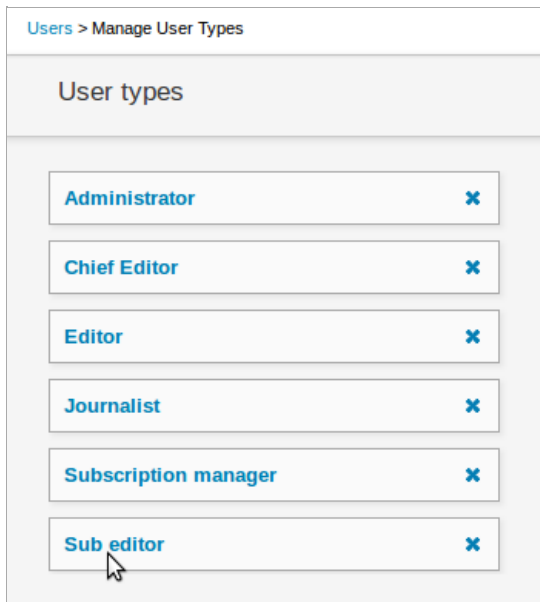 Users > Manage User Types
User types
Administrator
Chief Editor
Editor
Journalist
Subscription manager
Sub editor